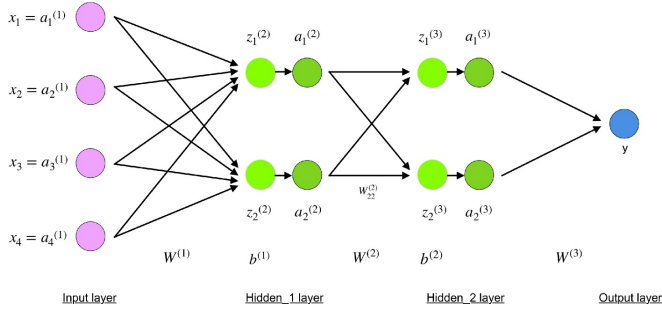 x₁ = a₁⁽¹⁾
z₁⁽²⁾ a₁⁽²⁾ z₁⁽³⁾ a₁⁽³⁾
x₂ = a₂⁽¹⁾
y
x₃ = a₃⁽¹⁾
W₂₂⁽²⁾
z₂⁽²⁾ a₂⁽²⁾ z₂⁽³⁾ a₂⁽³⁾
x₄ = a₄⁽¹⁾
W⁽¹⁾ b⁽¹⁾ W⁽²⁾ b⁽²⁾ W⁽³⁾
Input layer Hidden_1 layer Hidden_2 layer Output layer